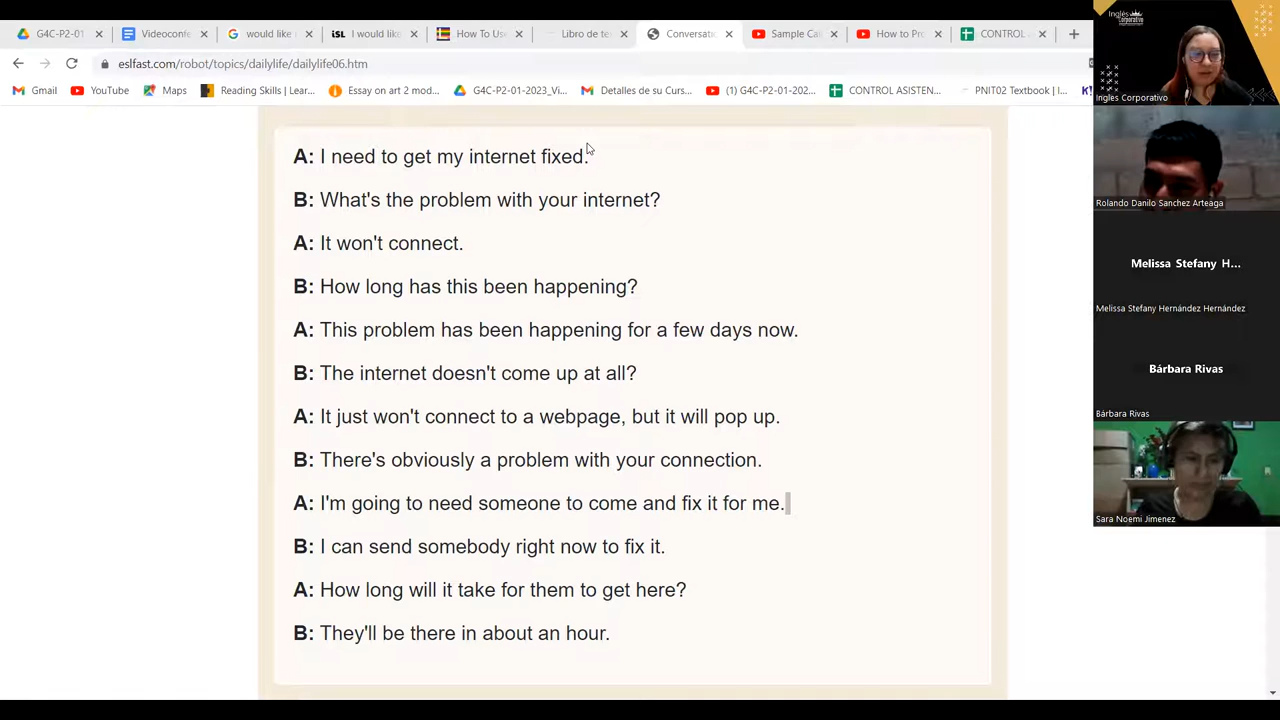 G4C-P2-01
Videoconfe
would like
I would like
How To Use
Libro de te
Conversatio
Sample Cal
How to Pro
CONTROL A
eslfast.com/robot/topics/dailylife/dailylife06.htm
Gmail
YouTube
Maps
Reading Skills | Lear...
Essay on art 2 mod...
G4C-P2-01-2023_Vi...
Detalles de su Curs...
(1) G4C-P2-01-202...
CONTROL ASISTEN...
PNIT02 Textbook | I...
A: I need to get my internet fixed.
B: What's the problem with your internet?
A: It won't connect.
B: How long has this been happening?
A: This problem has been happening for a few days now.
B: The internet doesn't come up at all?
A: It just won't connect to a webpage, but it will pop up.
B: There's obviously a problem with your connection.
A: I'm going to need someone to come and fix it for me.
B: I can send somebody right now to fix it.
A: How long will it take for them to get here?
B: They'll be there in about an hour.
Inglés
Corporativo
Ingles Corporativo
Rolando Danilo Sanchez Arteaga
Melissa Stefany H...
Melissa Stefany Hernández Hernández
Bárbara Rivas
Bárbara Rivas
Sara Noemi Jimenez